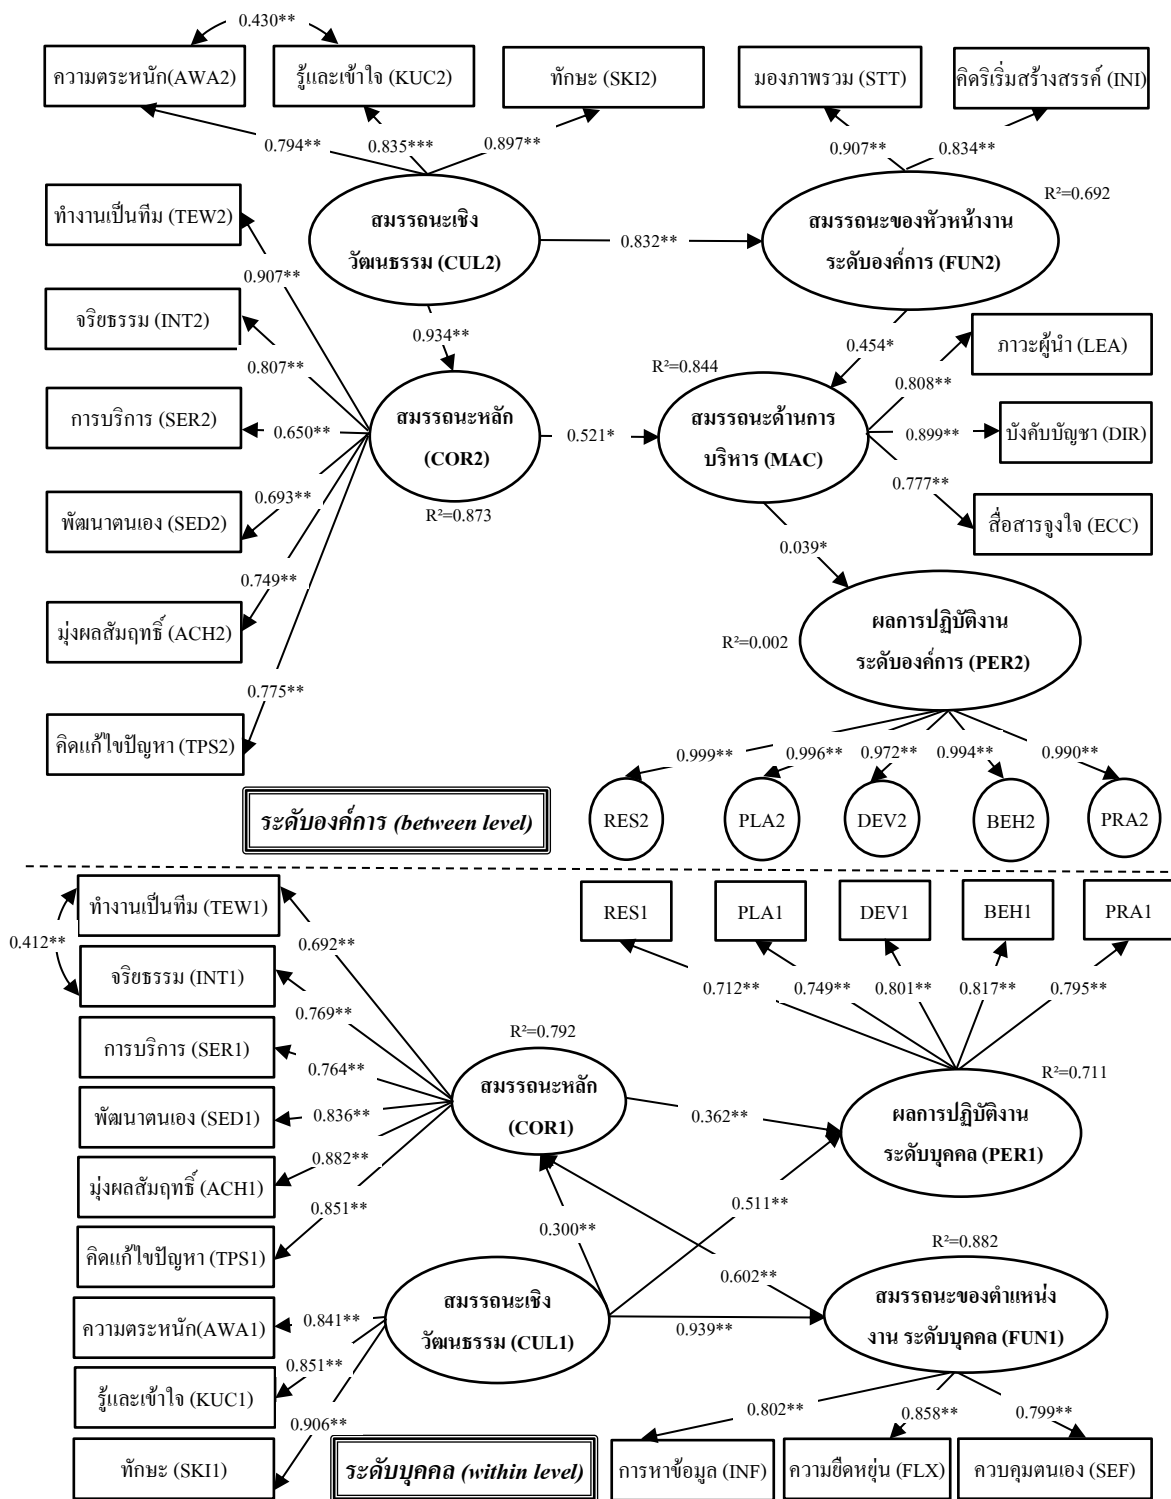 0.430**
ความตระหนัก(AWA2)
รู้และเข้าใจ (KUC2)
ทักษะ (SKI2)
มองภาพรวม (STT)
คิดริเริ่มสร้างสรรค์ (INI)
0.794**
0.835***
0.897**
0.907**
0.834**
R²=0.692
ทำงานเป็นทีม (TEW2)
สมรรถนะเชิง
วัฒนธรรม (CUL2)
0.832**
สมรรถนะของหัวหน้างาน
ระดับองค์การ (FUN2)
0.907**
จริยธรรม (INT2)
0.934**
0.454*
ภาวะผู้นำ (LEA)
0.807**
R²=0.844
0.808**
การบริการ (SER2)
0.650**
สมรรถนะหลัก
(COR2)
0.521*
สมรรถนะด้านการ
บริหาร (MAC)
0.899**
บังคับบัญชา (DIR)
0.777**
0.693**
R²=0.873
พัฒนาตนเอง (SED2)
สื่อสารจูงใจ (ECC)
0.039*
0.749**
มุ่งผลสัมฤทธิ์ (ACH2)
R²=0.002
ผลการปฏิบัติงาน
ระดับองค์การ (PER2)
0.775**
คิดแก้ไขปัญหา (TPS2)
0.999**
0.996**
0.972**
0.994**
0.990**
ระดับองค์การ (between level)
RES2
PLA2
DEV2
BEH2
PRA2
ทำงานเป็นทีม (TEW1)
RES1
PLA1
DEV1
BEH1
PRA1
0.412**
0.692**
จริยธรรม (INT1)
0.712**
0.749**
0.801**
0.817**
0.795**
0.769**
การบริการ (SER1)
R²=0.792
0.764**
R²=0.711
พัฒนาตนเอง (SED1)
0.836**
สมรรถนะหลัก
(COR1)
0.362**
ผลการปฏิบัติงาน
ระดับบุคคล (PER1)
0.882**
มุ่งผลสัมฤทธิ์ (ACH1)
0.851**
0.511**
0.300**
คิดแก้ไขปัญหา (TPS1)
R²=0.882
0.602**
ความตระหนัก(AWA1)
0.841**
สมรรถนะเชิง
วัฒนธรรม (CUL1)
0.939**
สมรรถนะของตำแหน่ง
งาน ระดับบุคคล (FUN1)
0.851**
รู้และเข้าใจ (KUC1)
0.802**
0.858**
0.799**
0.906**
ทักษะ (SKI1)
ระดับบุคคล (within level)
การหาข้อมูล (INF)
ความยืดหยุ่น (FLX)
ควบคุมตนเอง (SEF)